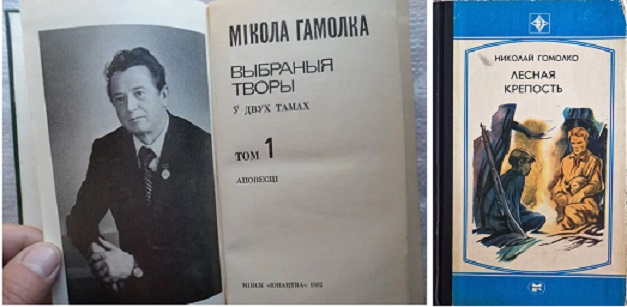 МІКОЛА ГАМОЛКА
ВЫБРАНЫЯ
ТВОРЫ
Ў ДВУХ ТАМАХ
ТОМ 1
АПОВЕСЦІ
МІНСК «ЮНАЦТВА» 1982
НИКОЛАЙ ГОМОЛКО
ЛЕСНАЯ
КРЕПОСТЬ